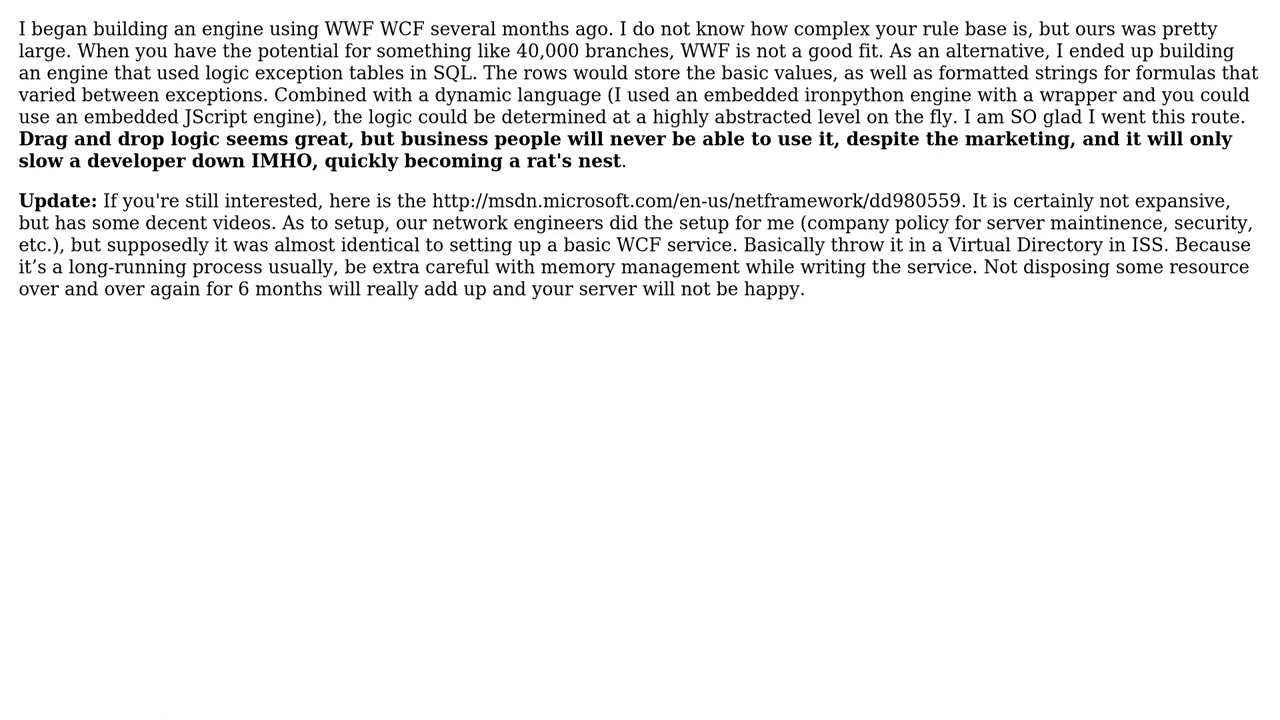 I began building an engine using WWF WCF several months ago. I do not know how complex your rule base is, but ours was pretty
large. When you have the potential for something like 40,000 branches, WWF is not a good fit. As an alternative, I ended up building
an engine that used logic exception tables in SQL. The rows would store the basic values, as well as formatted strings for formulas that
varied between exceptions. Combined with a dynamic language (I used an embedded ironpython engine with a wrapper and you could
use an embedded JScript engine), the logic could be determined at a highly abstracted level on the fly. I am SO glad I went this route.
Drag and drop logic seems great, but business people will never be able to use it, despite the marketing, and it will only
slow a developer down IMHO, quickly becoming a rat's nest.
Update: If you're still interested, here is the http://msdn.microsoft.com/en-us/netframework/dd980559. It is certainly not expansive,
but has some decent videos. As to setup, our network engineers did the setup for me (company policy for server maintinence, security,
etc.), but supposedly it was almost identical to setting up a basic WCF service. Basically throw it in a Virtual Directory in ISS. Because
it’s a long-running process usually, be extra careful with memory management while writing the service. Not disposing some resource
over and over again for 6 months will really add up and your server will not be happy.